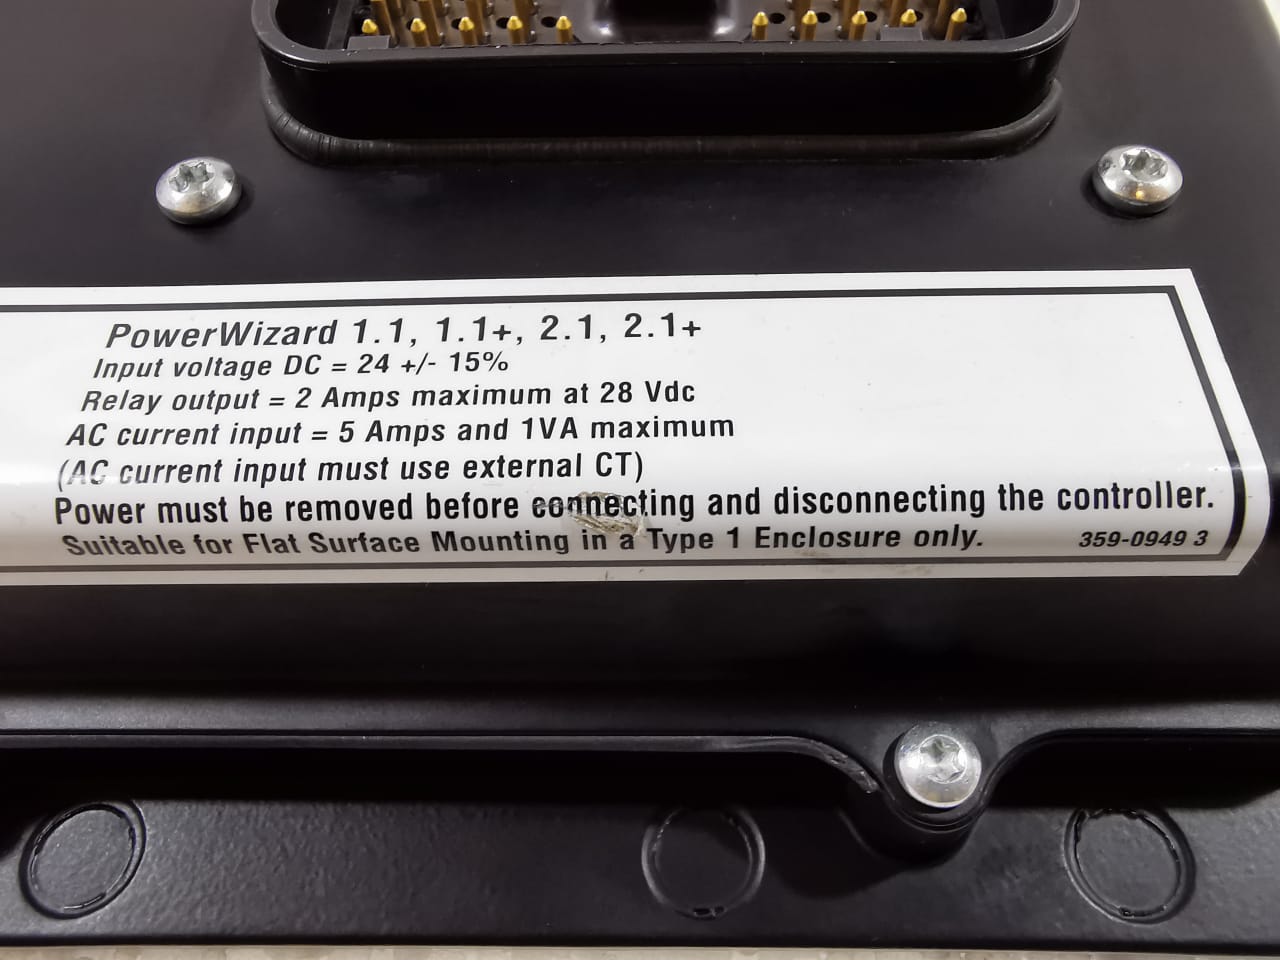 PowerWizard 1.1, 1.1+, 2.1, 2.1+
Input voltage DC = 24 +/- 15%
Relay output = 2 Amps maximum at 28 Vdc
AC current input = 5 Amps and 1VA maximum
(AC current input must use external CT)
Power must be removed before connecting and disconnecting the controller.
Suitable for Flat Surface Mounting in a Type 1 Enclosure only.
359-0949 3